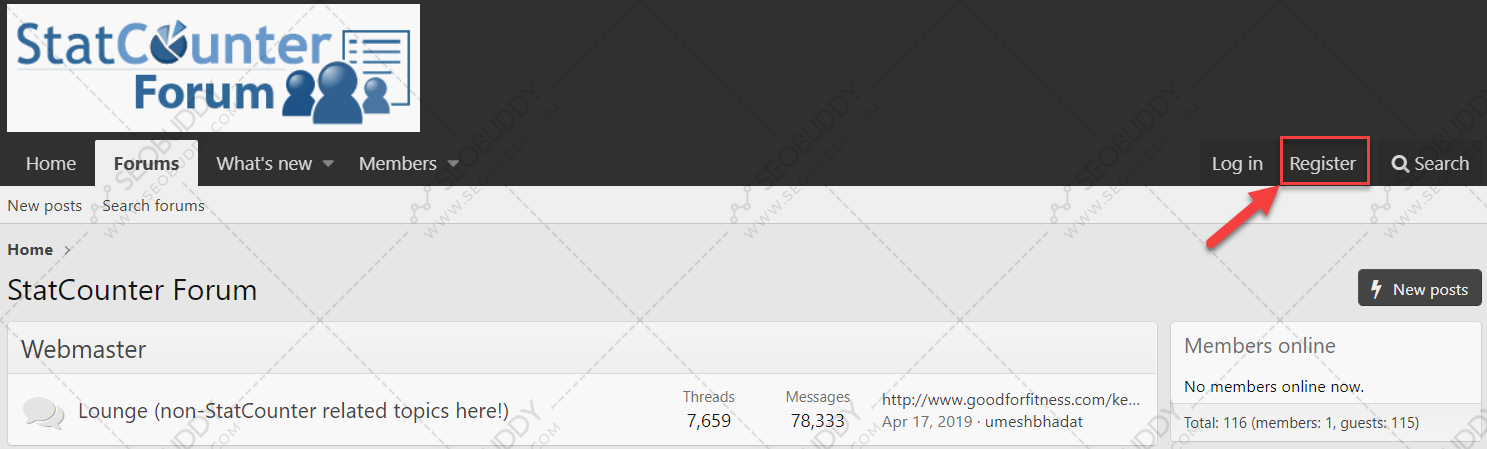 StatCounter
Forum
Home Forums What's new Members Log in Register Search
New posts Search forums
Home
StatCounter Forum
New posts
Webmaster
Lounge (non-StatCounter related topics here!)
Threads
7,659
Messages
78,333
http://www.goodforfitness.com/ke...
Apr 17, 2019 · umeshbhadat
Members online
No members online now.
Total: 116 (members: 1, guests: 115)
SEOBUDDY
WWW.SEOBUDDY.COM